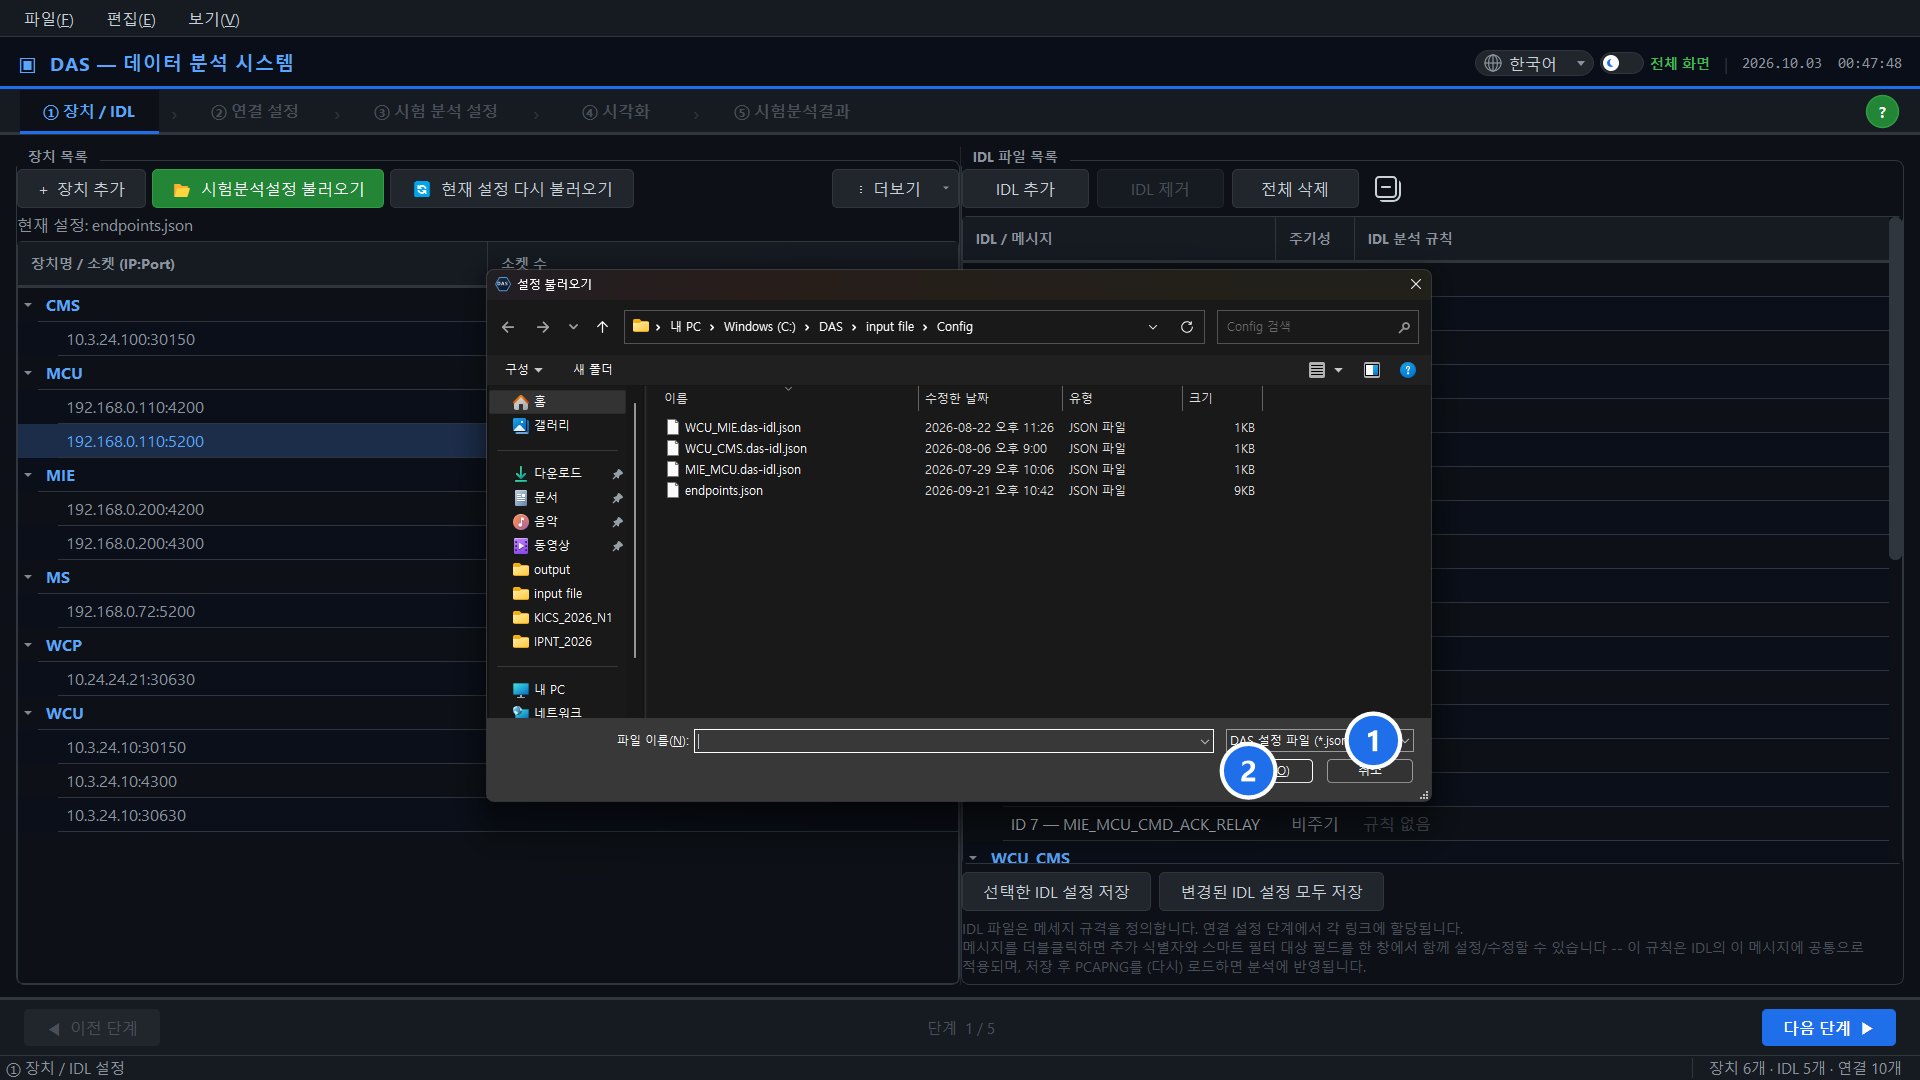 파일(F) 편집(E) 보기(V)
DAS — 데이터 분석 시스템
한국어 전체 화면 2026.10.03 00:47:48
① 장치 / IDL › ② 연결 설정 › ③ 시험 분석 설정 › ④ 시각화 › ⑤ 시험분석결과
?
장치 목록
+ 장치 추가 시험분석설정 불러오기 현재 설정 다시 불러오기 ⋮ 더보기
현재 설정: endpoints.json
장치명 / 소켓 (IP:Port) 소켓 수
CMS
10.3.24.100:30150
MCU
192.168.0.110:4200
192.168.0.110:5200
MIE
192.168.0.200:4200
192.168.0.200:4300
MS
192.168.0.72:5200
WCP
10.24.24.21:30630
WCU
10.3.24.10:30150
10.3.24.10:4300
10.3.24.10:30630
IDL 파일 목록
IDL 추가 IDL 제거 전체 삭제
IDL / 메시지 주기성 IDL 분석 규칙
DAS 설정 불러오기
내 PC › Windows (C:) › DAS › input file › Config
Config 검색
구성 새 폴더
홈
갤러리
다운로드
문서
음악
동영상
output
input file
KICS_2026_N1
IPNT_2026
내 PC
네트워크
이름 수정한 날짜 유형 크기
WCU_MIE.das-idl.json 2026-08-22 오후 11:26 JSON 파일 1KB
WCU_CMS.das-idl.json 2026-08-06 오후 9:00 JSON 파일 1KB
MIE_MCU.das-idl.json 2026-07-29 오후 10:06 JSON 파일 1KB
endpoints.json 2026-09-21 오후 10:42 JSON 파일 9KB
파일 이름(N): DAS 설정 파일 (*.json
1
2
O) 취소
ID 7 — MIE_MCU_CMD_ACK_RELAY 비주기 규칙 없음
WCU_CMS
선택한 IDL 설정 저장 변경된 IDL 설정 모두 저장
IDL 파일은 메세지 규격을 정의합니다. 연결 설정 단계에서 각 링크에 할당됩니다.
메시지를 더블클릭하면 추가 식별자와 스마트 필터 대상 필드를 한 창에서 함께 설정/수정할 수 있습니다 -- 이 규칙은 IDL의 이 메시지에 공통으로
적용되며, 저장 후 PCAPNG를 (다시) 로드하면 분석에 반영됩니다.
◀ 이전 단계 단계 1 / 5 다음 단계 ▶
① 장치 / IDL 설정 장치 6개 · IDL 5개 · 연결 10개